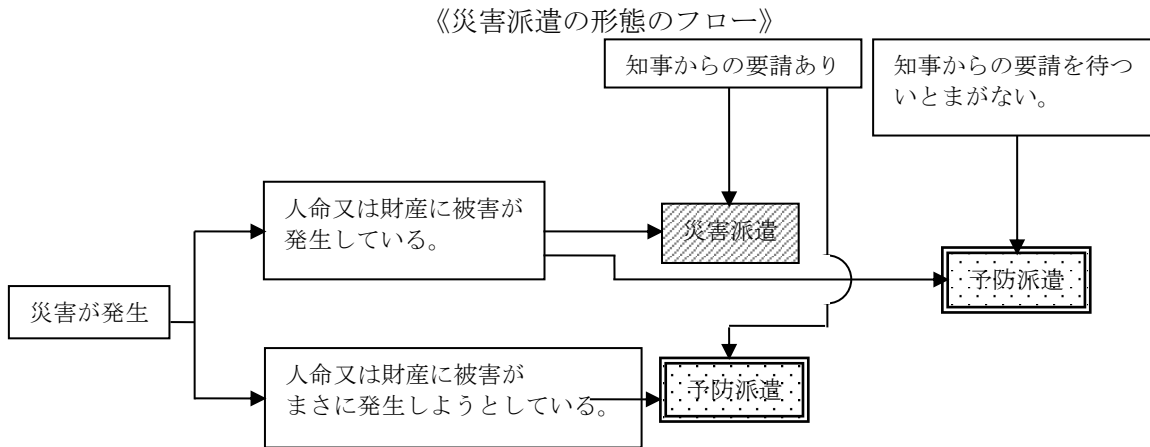 《災害派遣の形態のフロー》
知事からの要請あり
知事からの要請を待つ
いとまがない。
人命又は財産に被害が
発生している。
災害派遣
予防派遣
災害が発生
人命又は財産に被害が
まさに発生しようとしている。
予防派遣